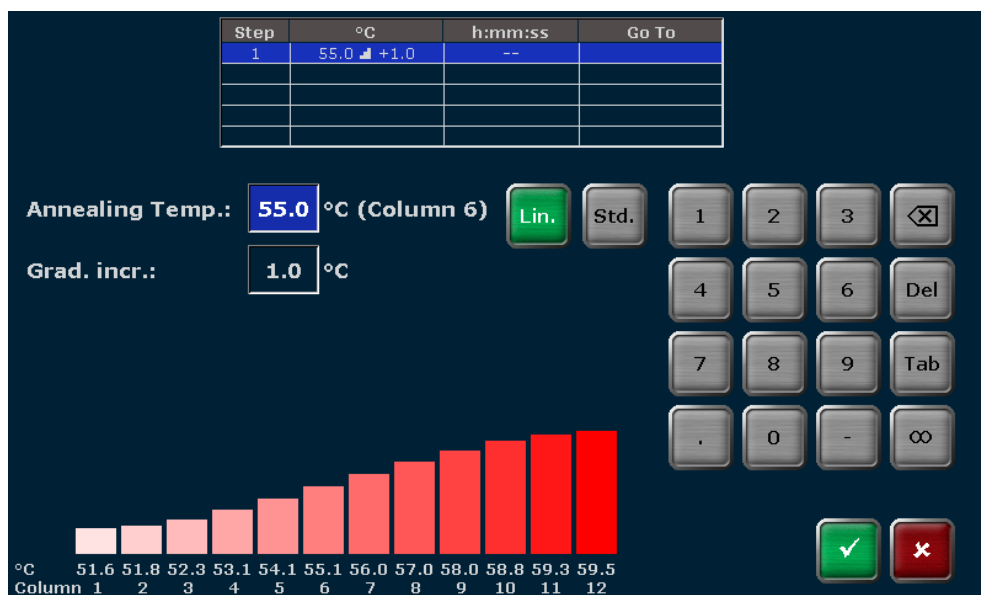 Step °C h:mm:ss Go To
1 55.0 +1.0 --
Annealing Temp.: 55.0 °C (Column 6) Lin. Std. 1 2 3
Grad. incr.: 1.0 °C
4 5 6 Del
7 8 9 Tab
. 0 - ∞
°C 51.6 51.8 52.3 53.1 54.1 55.1 56.0 57.0 58.0 58.8 59.3 59.5
Column 1 2 3 4 5 6 7 8 9 10 11 12